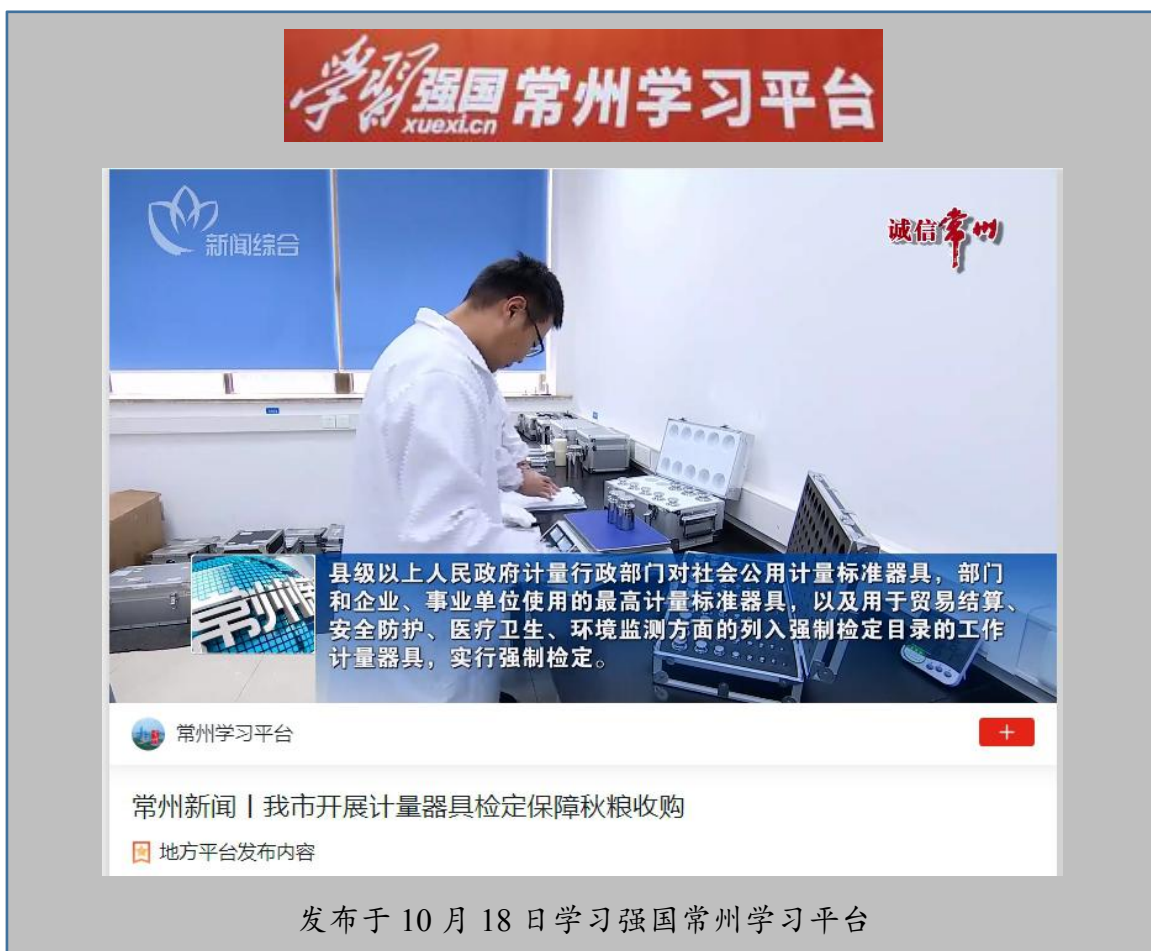 学习强国
xuexi.cn
常州学习平台
新闻综合
诚信常州
常州新
县级以上人民政府计量行政部门对社会公用计量标准器具，部门
和企业、事业单位使用的最高计量标准器具，以及用于贸易结算、
安全防护、医疗卫生、环境监测方面的列入强制检定目录的工作
计量器具，实行强制检定。
常州学习平台
常州新闻丨我市开展计量器具检定保障秋粮收购
地方平台发布内容
发布于 10 月 18 日学习强国常州学习平台